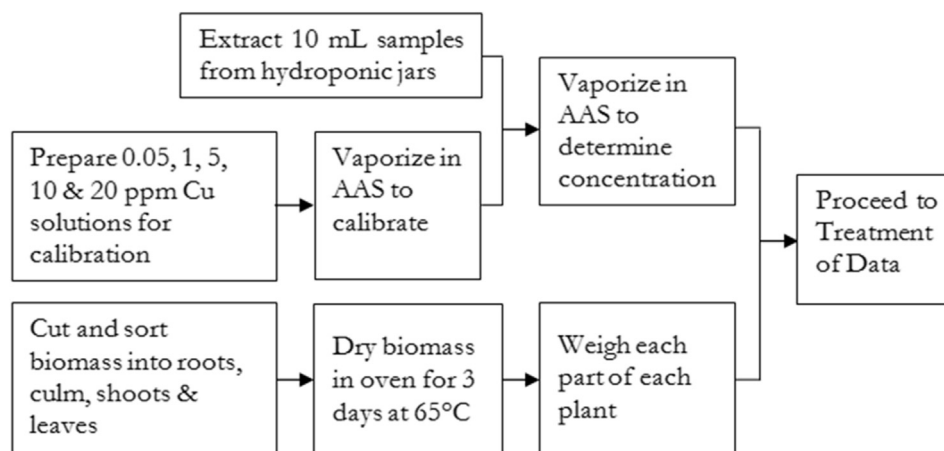 Extract 10 mL samples
from hydroponic jars
Prepare 0.05, 1, 5,
10 & 20 ppm Cu
solutions for
calibration
Vaporize in
AAS to
calibrate
Vaporize in
AAS to
determine
concentration
Proceed to
Treatment
of Data
Cut and sort
biomass into roots,
culm, shoots &
leaves
Dry biomass
in oven for 3
days at 65°C
Weigh each
part of each
plant